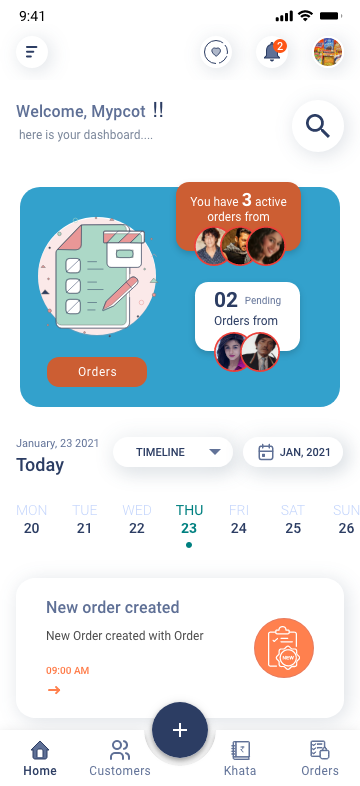 9:41
2
Welcome, Mypcot !!
here is your dashboard....
You have 3 active
orders from
02 Pending
Orders from
Orders
January, 23 2021
Today
TIMELINE
JAN, 2021
MON TUE WED THU FRI SAT SUN
20 21 22 23 24 25 26
New order created
New Order created with Order
NEW
09:00 AM
Home Customers Khata Orders